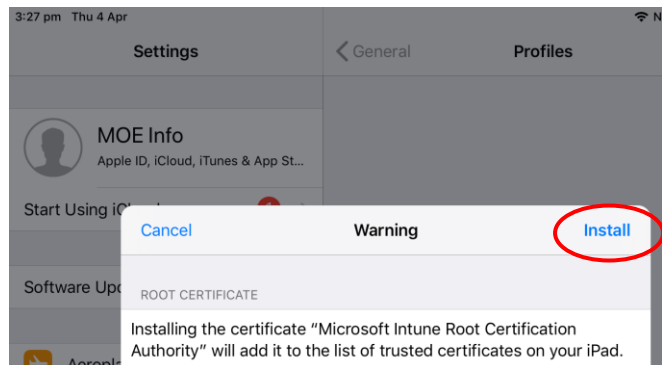 3:27 pm Thu 4 Apr
Settings
General
Profiles
MOE Info
Apple ID, iCloud, iTunes & App St...
Start Using
Cancel
Warning
Install
Software
ROOT CERTIFICATE
Installing the certificate “Microsoft Intune Root Certification
Authority” will add it to the list of trusted certificates on your iPad.